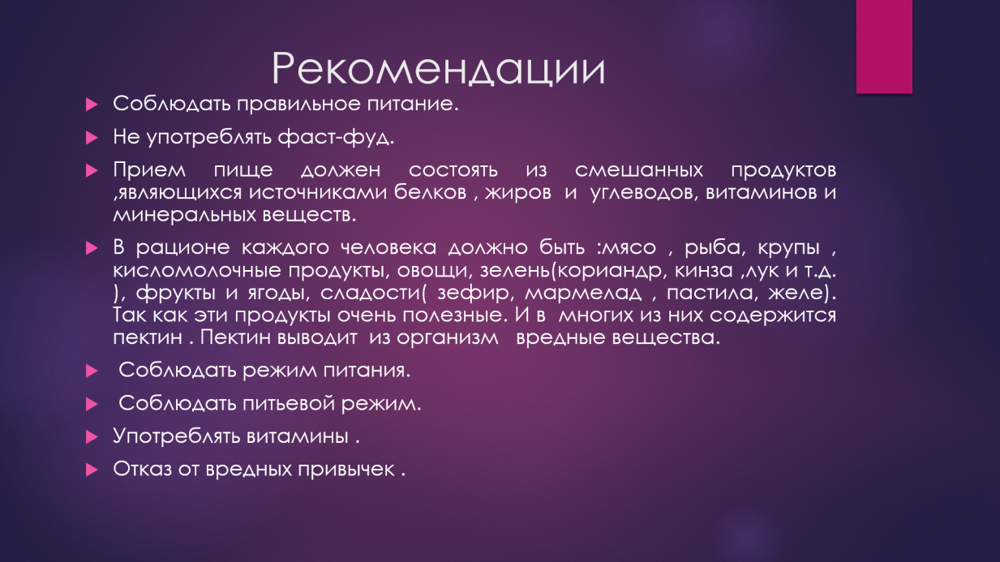 Рекомендации
Соблюдать правильное питание.
Не употреблять фаст-фуд.
Прием пище должен состоять из смешанных продуктов
,являющихся источниками белков , жиров и углеводов, витаминов и
минеральных веществ.
В рационе каждого человека должно быть :мясо , рыба, крупы ,
кисломолочные продукты, овощи, зелень(кориандр, кинза ,лук и т.д.
), фрукты и ягоды, сладости( зефир, мармелад , пастила, желе).
Так как эти продукты очень полезные. И в многих из них содержится
пектин . Пектин выводит из организм вредные вещества.
Соблюдать режим питания.
Соблюдать питьевой режим.
Употреблять витамины .
Отказ от вредных привычек .